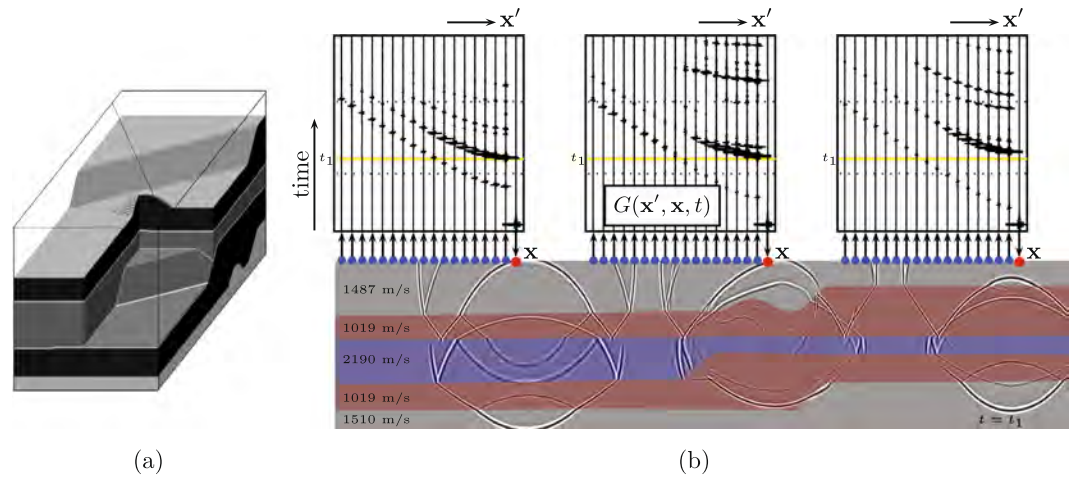 x′ x′ x′
time
t₁ t₁ t₁
G(x′, x, t)
x x x
1487 m/s
1019 m/s
2190 m/s
1019 m/s
1510 m/s
t = t₁
(a) (b)